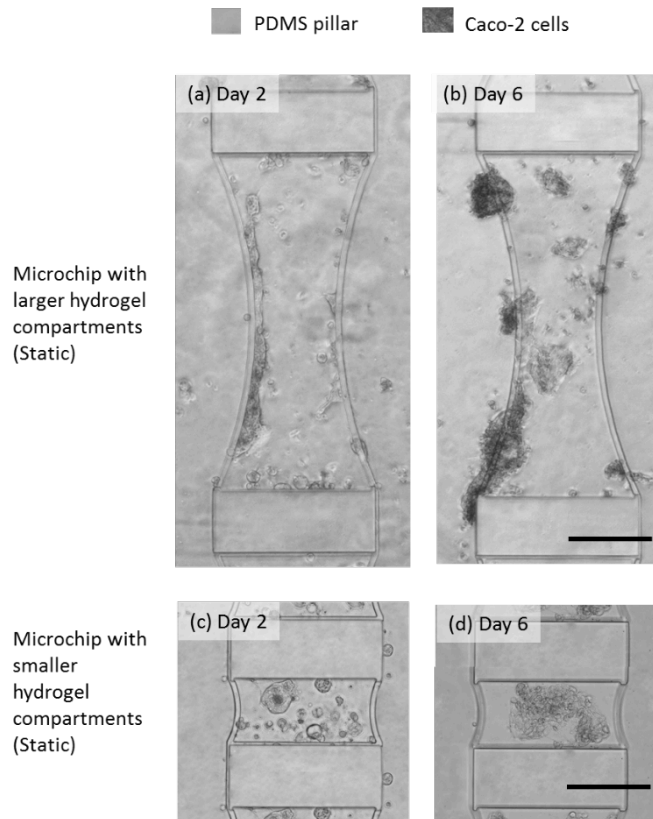 PDMS pillar
Caco-2 cells
(a) Day 2
(b) Day 6
Microchip with
larger hydrogel
compartments
(Static)
(c) Day 2
(d) Day 6
Microchip with
smaller
hydrogel
compartments
(Static)